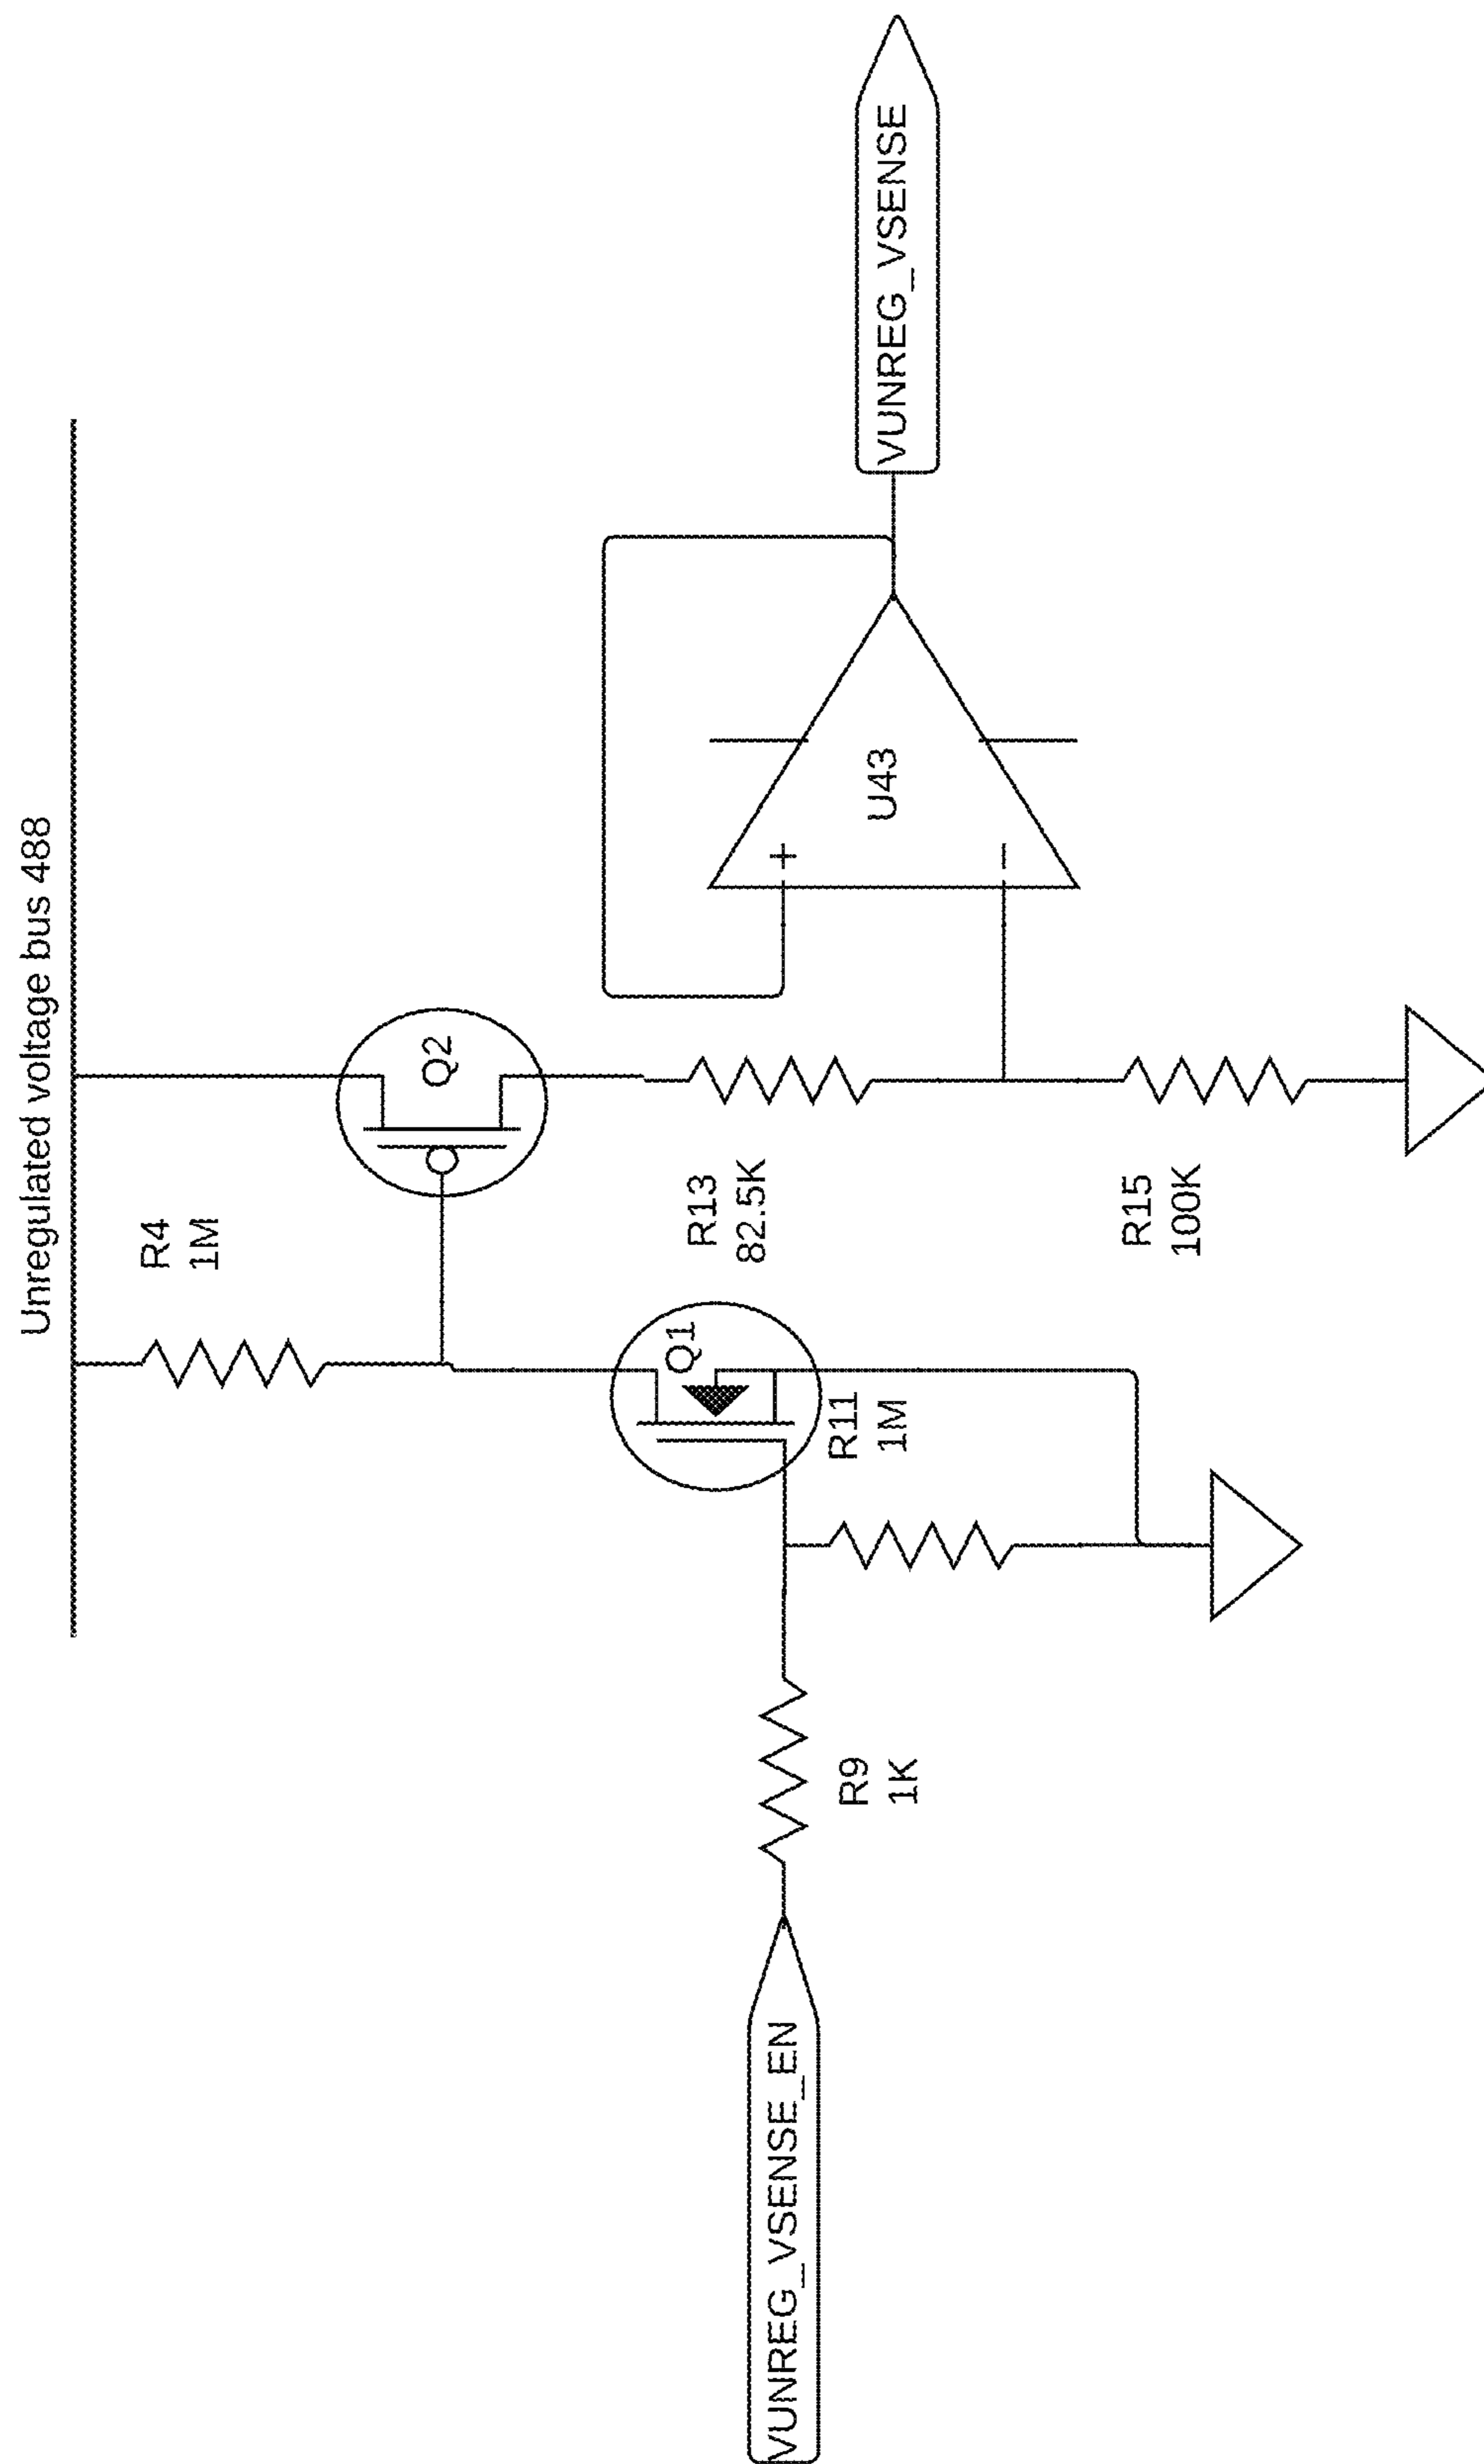 Unregulated voltage bus 488
R4
1M
Q2
Q1
R13
82.5K
R11
1M
R9
1K
R15
100K
+
−
U43
VUNREG_VSENSE_EN
VUNREG_VSENSE